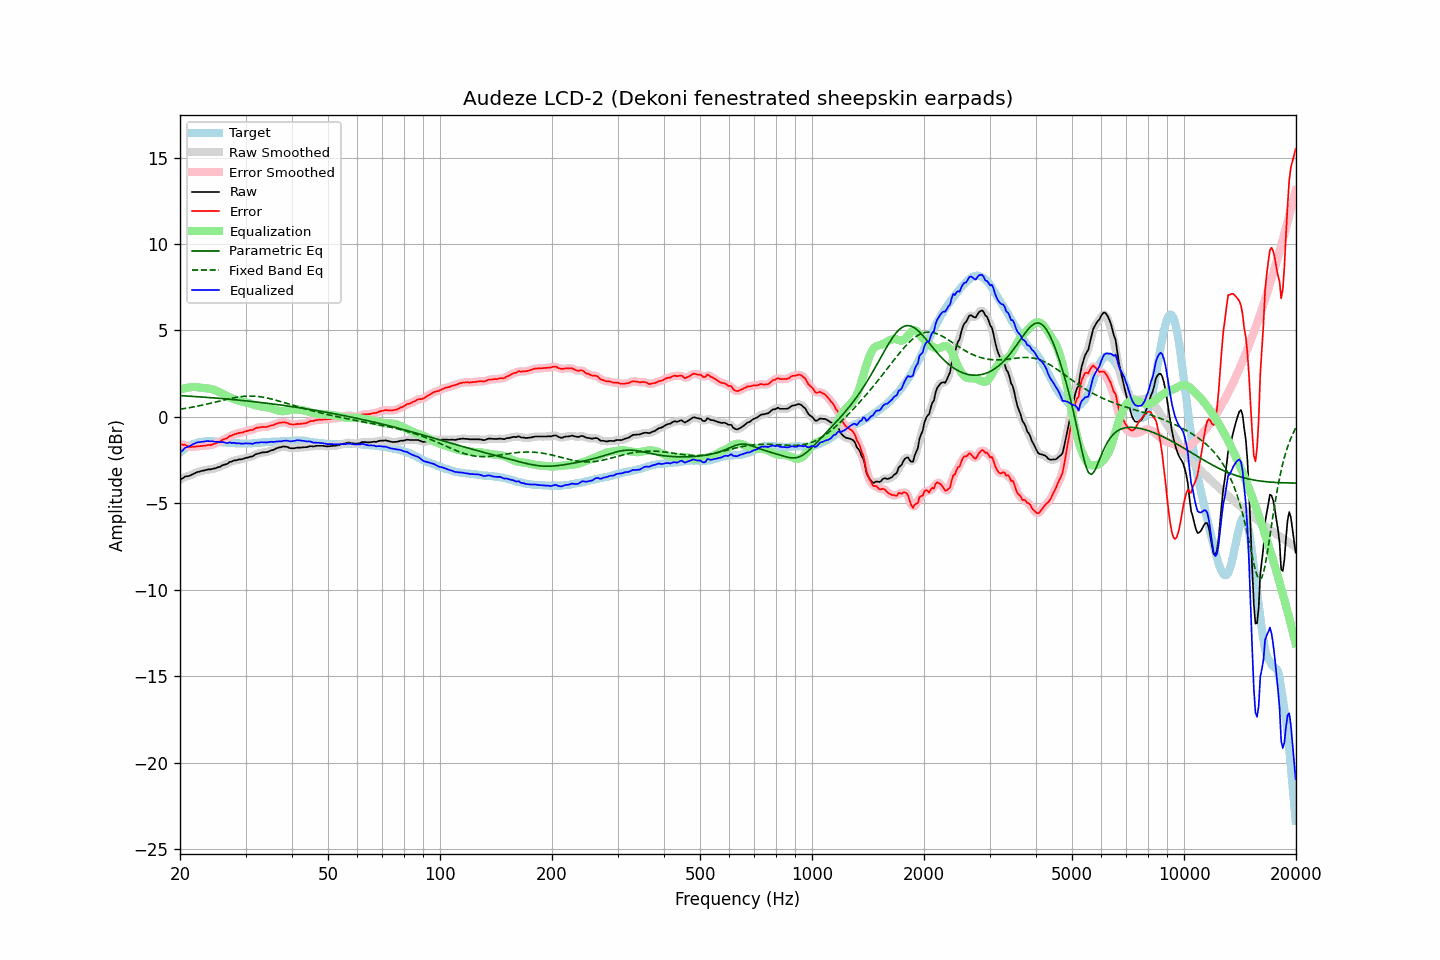 Audeze LCD-2 (Dekoni fenestrated sheepskin earpads)
Target
Raw Smoothed
Error Smoothed
Raw
Error
Equalization
Parametric Eq
Fixed Band Eq
Equalized
15
10
5
0
−5
−10
−15
−20
−25
Amplitude (dBr)
20 50 100 200 500 1000 2000 5000 10000 20000
Frequency (Hz)